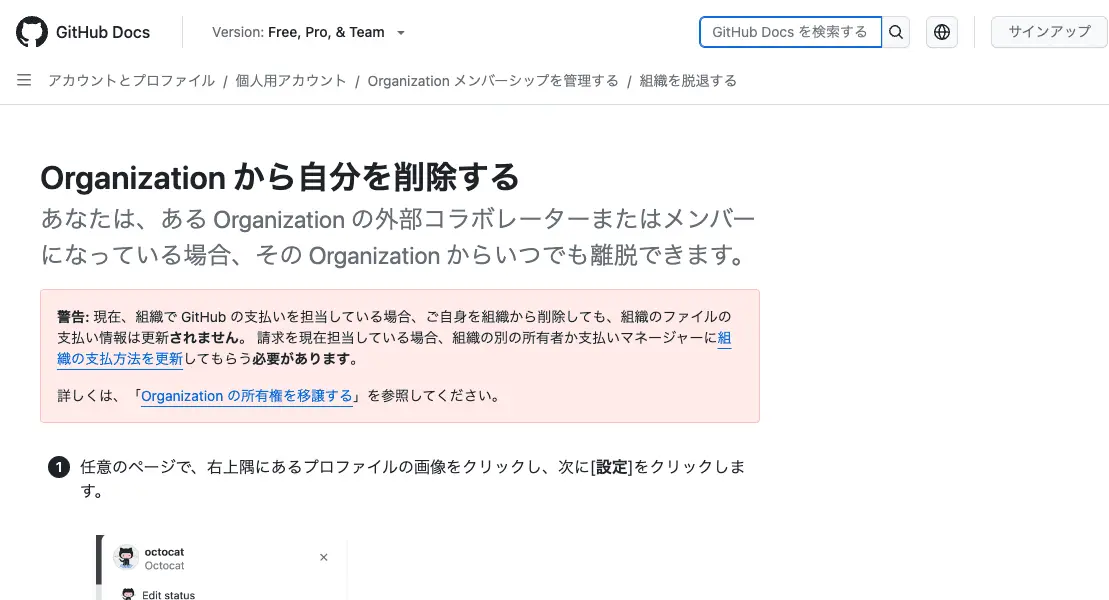 GitHub Docs
Version: Free, Pro, & Team
GitHub Docs を検索する
サインアップ
アカウントとプロファイル / 個人用アカウント / Organization メンバーシップを管理する / 組織を脱退する
Organization から自分を削除する
あなたは、ある Organization の外部コラボレーターまたはメンバー
になっている場合、その Organization からいつでも離脱できます。
警告: 現在、組織で GitHub の支払いを担当している場合、ご自身を組織から削除しても、組織のファイルの
支払い情報は更新されません。 請求を現在担当している場合、組織の別の所有者か支払いマネージャーに組
織の支払方法を更新してもらう必要があります。
詳しくは、「Organization の所有権を移譲する」を参照してください。
1 任意のページで、右上隅にあるプロファイルの画像をクリックし、次に[設定]をクリックしま
す。
octocat
Octocat
Edit status